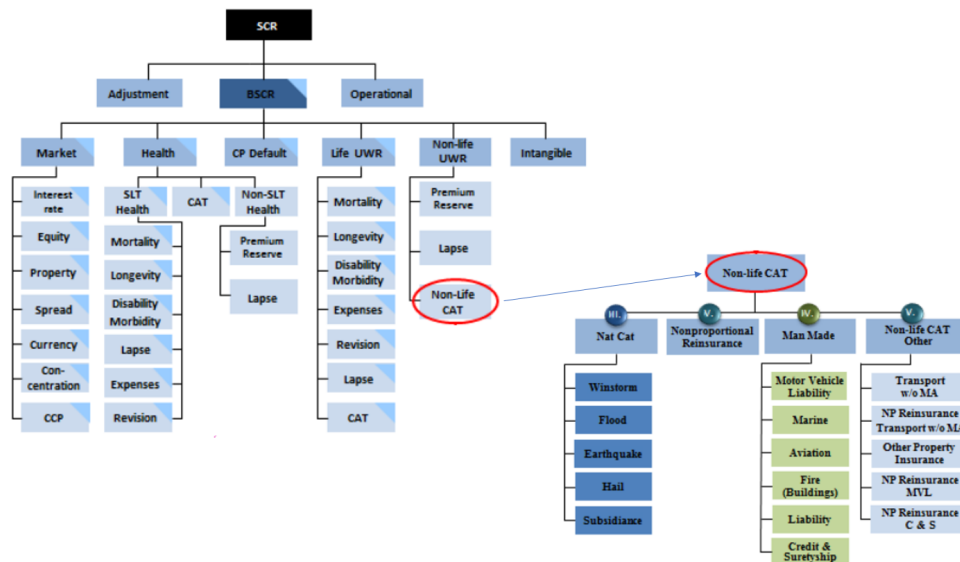 SCR
Adjustment
BSCR
Operational
Market
Health
CP Default
Life UWR
Non-life
UWR
Intangible
Interest
rate
Equity
Property
Spread
Currency
Con-
centration
CCP
SLT
Health
CAT
Non-SLT
Health
Mortality
Longevity
Disability
Morbidity
Lapse
Expenses
Revision
Premium
Reserve
Lapse
Mortality
Longevity
Disability
Morbidity
Expenses
Revision
Lapse
CAT
Premium
Reserve
Lapse
Non-Life
CAT
Non-life CAT
III.
Nat Cat
V.
Nonproportional
Reinsurance
IV.
Man Made
V.
Non-life CAT
Other
Winstorm
Flood
Earthquake
Hail
Subsidiance
Motor Vehicle
Liability
Marine
Aviation
Fire
(Buildings)
Liability
Credit &
Suretyship
Transport
w/o MA
NP Reinsurance
Transport w/o MA
Other Property
Insurance
NP Reinsurance
MVL
NP Reinsurance
C & S